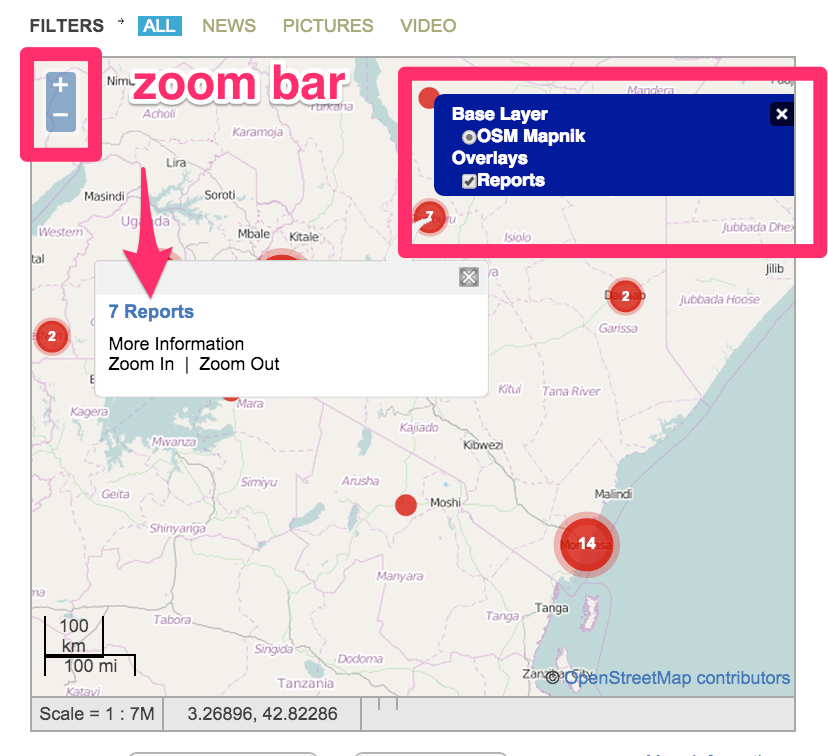 FILTERS → ALL NEWS PICTURES VIDEO
+
−
zoom bar
Turkana
Acholi
Karamoja
Mandera
Base Layer
OSM Mapnik
Overlays
Reports
Lira
Masindi
Soroti
Western
Uganda
Mbale
Kitale
7
Isiolo
Jubbada Dhex
Jilib
7 Reports
More Information
Zoom In | Zoom Out
2
2
Garissa
Jubbada Hoose
Kagera
Mara
Kitui
Tana River
Mwanza
Kajiado
Kibwezi
Geita
Simiyu
Arusha
Moshi
Malindi
Shinyanga
14
Manyara
Tabora
Tanga
Tanga
100
km
100 mi
Singida
Dodoma
Tanzania
Katavi
© OpenStreetMap contributors
Scale = 1 : 7M
3.26896, 42.82286